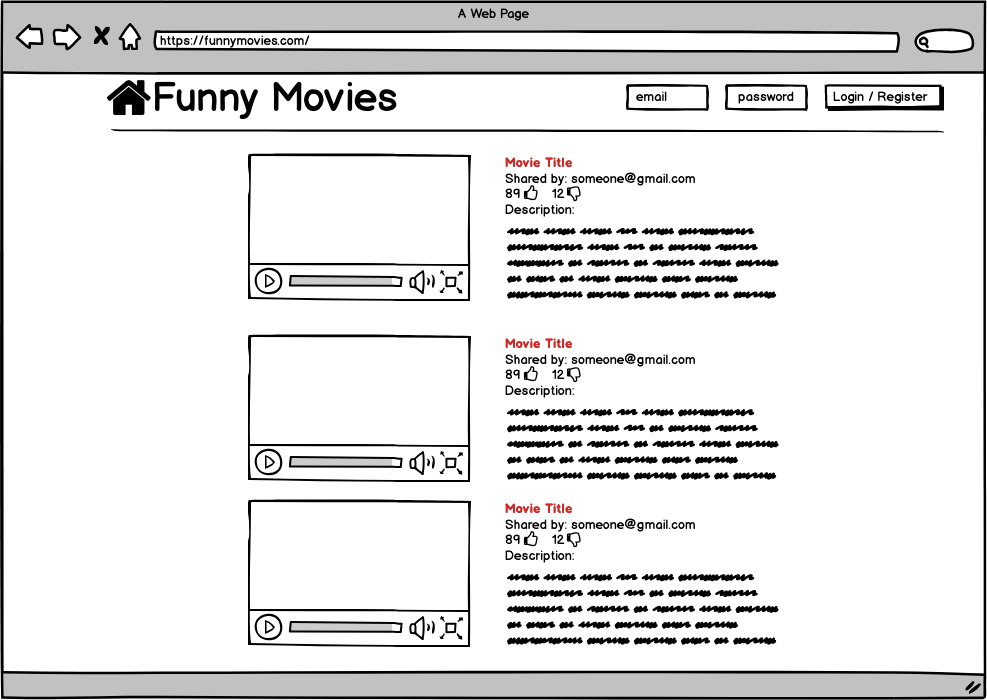 A Web Page
https://funnymovies.com/
Funny Movies
email
password
Login / Register
Movie Title
Shared by: someone@gmail.com
89 12
Description:
Movie Title
Shared by: someone@gmail.com
89 12
Description:
Movie Title
Shared by: someone@gmail.com
89 12
Description: